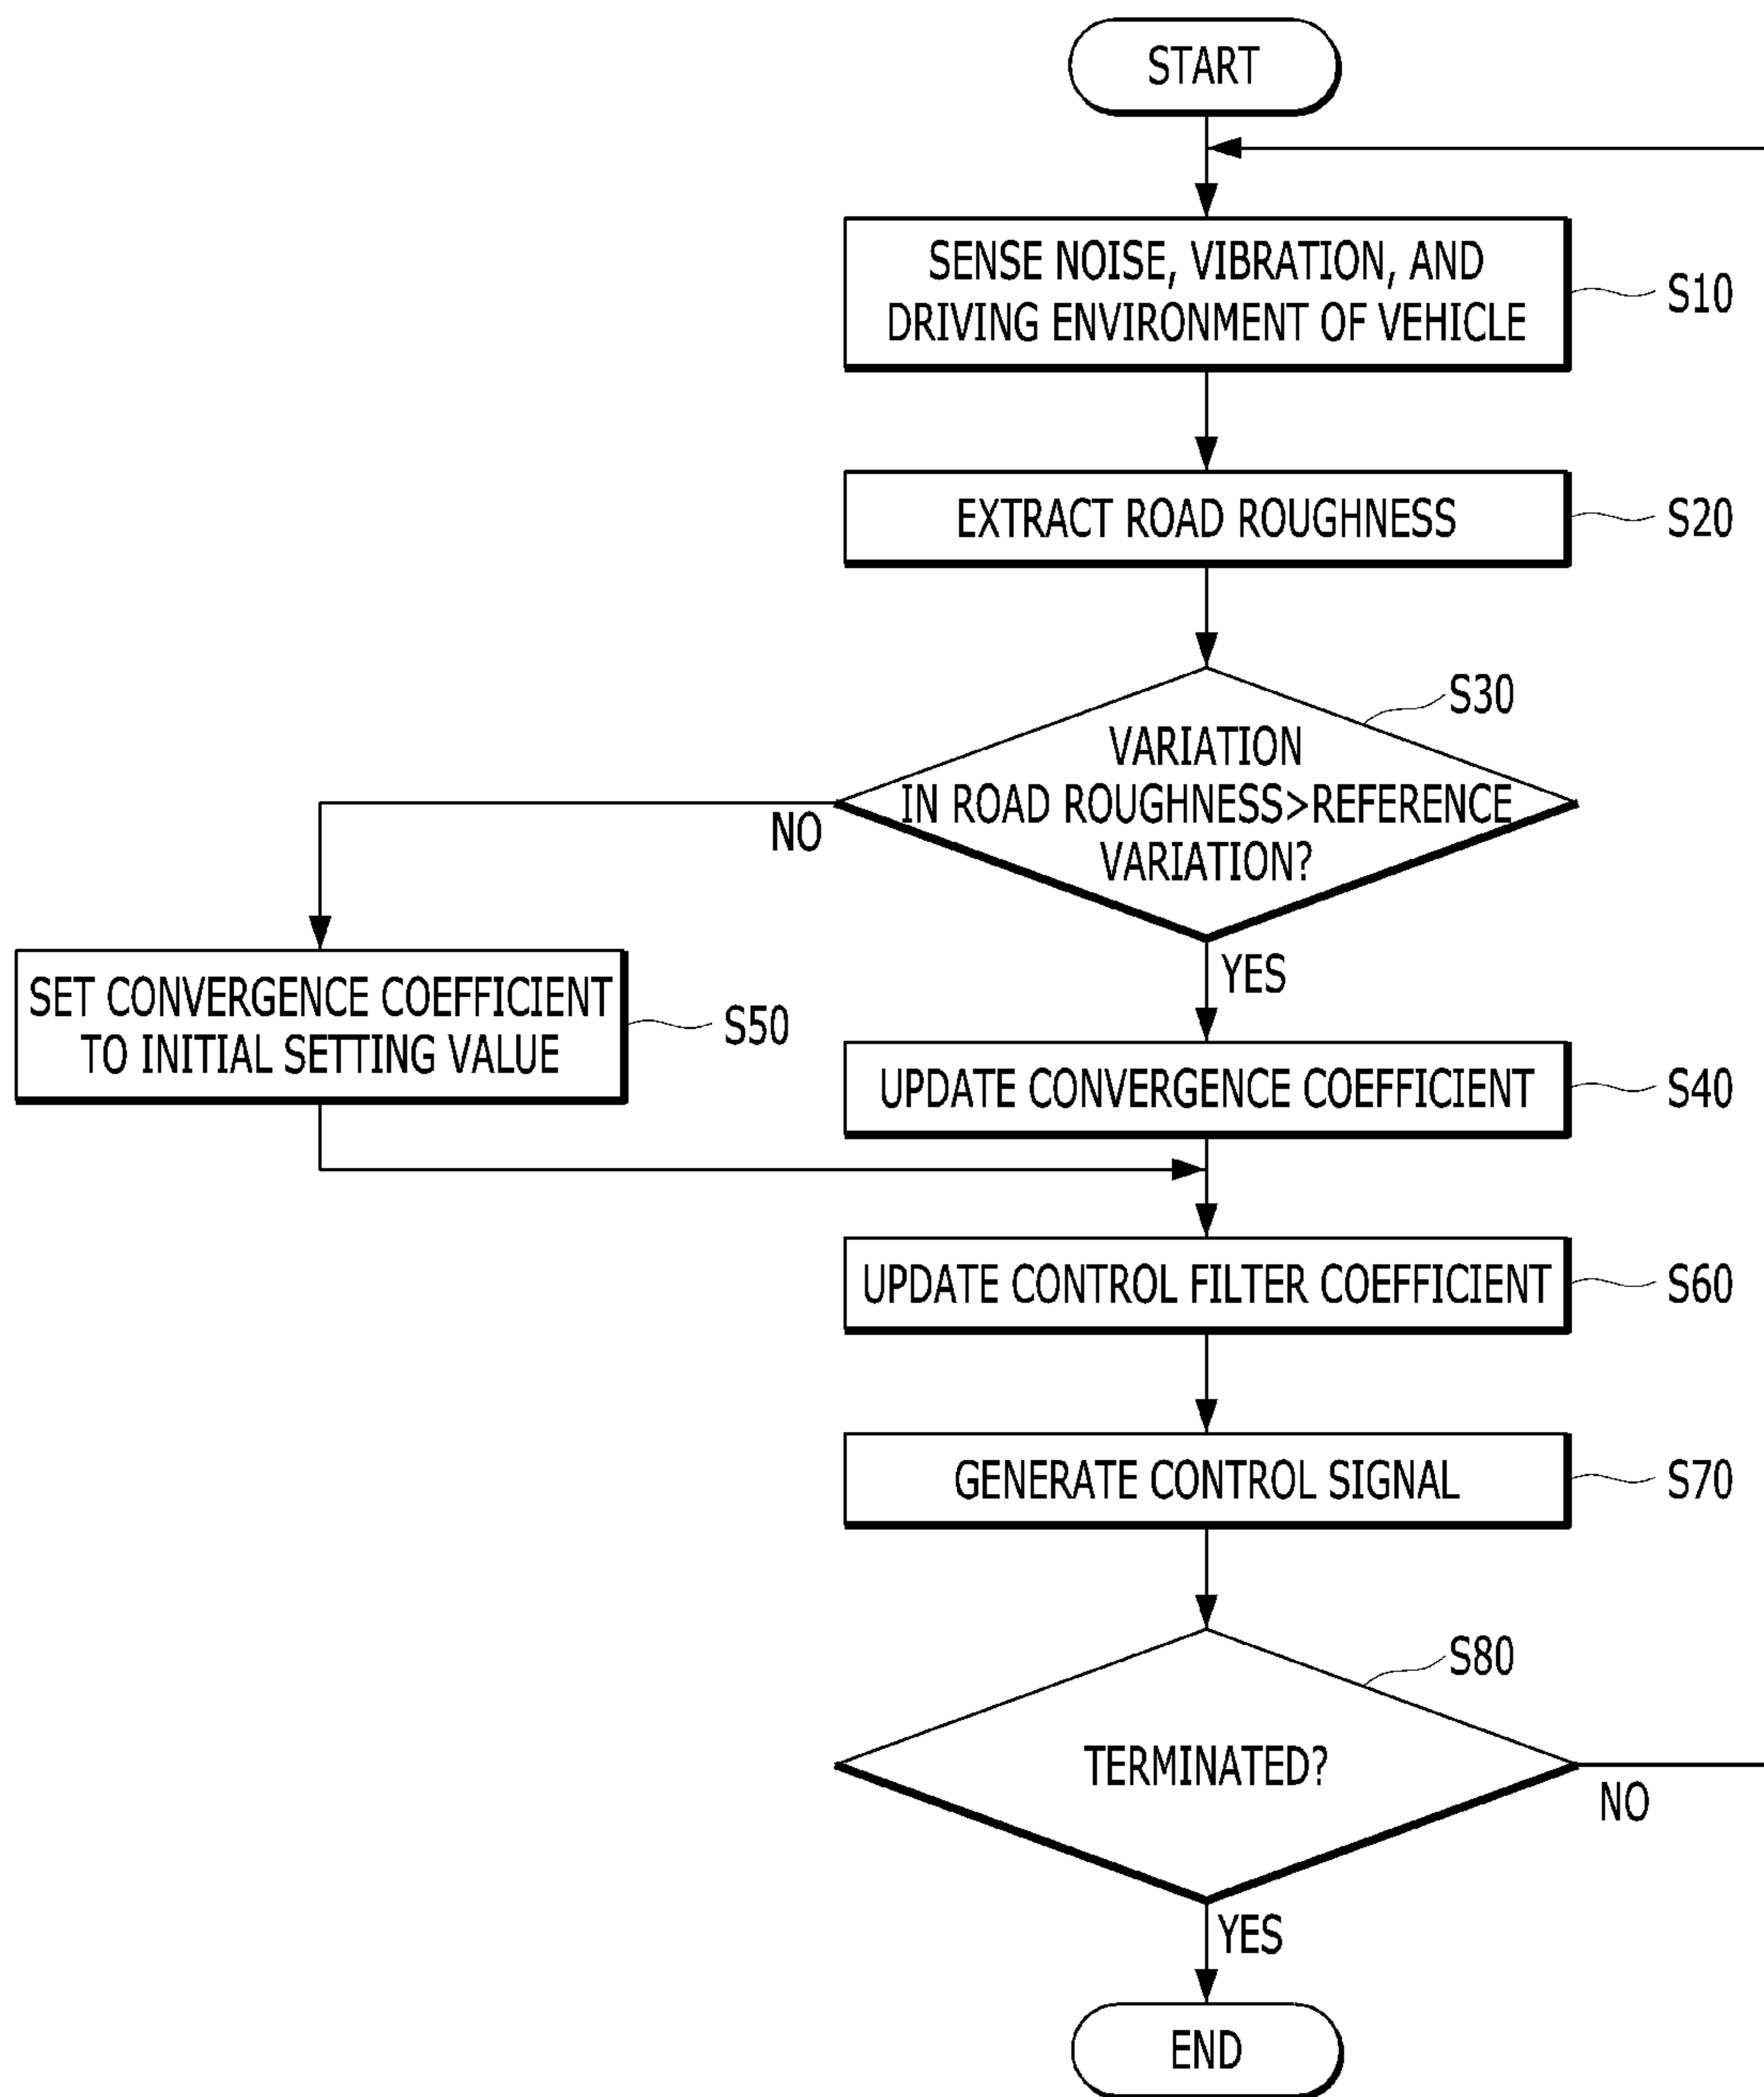 START
SENSE NOISE, VIBRATION, AND
DRIVING ENVIRONMENT OF VEHICLE
S10
EXTRACT ROAD ROUGHNESS
S20
S30
VARIATION
IN ROAD ROUGHNESS>REFERENCE
VARIATION?
NO
YES
SET CONVERGENCE COEFFICIENT
TO INITIAL SETTING VALUE
S50
UPDATE CONVERGENCE COEFFICIENT
S40
UPDATE CONTROL FILTER COEFFICIENT
S60
GENERATE CONTROL SIGNAL
S70
S80
TERMINATED?
NO
YES
END